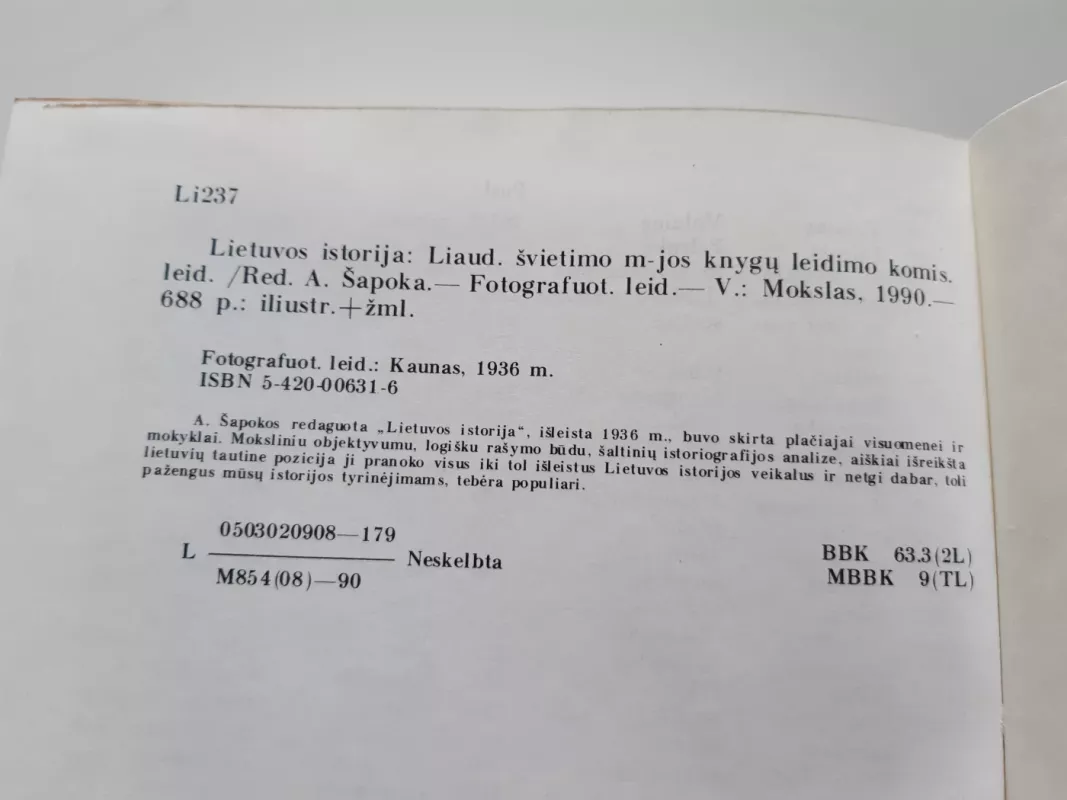 Li237
Lietuvos istorija: Liaud. švietimo m-jos knygų leidimo komis.
leid. /Red. A. Šapoka.— Fotografuot. leid.— V.: Mokslas, 1990.—
688 p.: iliustr.+žml.
Fotografuot. leid.: Kaunas, 1936 m.
ISBN 5-420-00631-6
A. Šapokos redaguota „Lietuvos istorija“, išleista 1936 m., buvo skirta plačiajai visuomenei ir
mokyklai. Moksliniu objektyvumu, logišku rašymo būdu, šaltinių istoriografijos analize, aiškiai išreikšta
lietuvių tautine pozicija ji pranoko visus iki tol išleistus Lietuvos istorijos veikalus ir netgi dabar, toli
pažengus mūsų istorijos tyrinėjimams, tebėra populiari.
0503020908—179
L Neskelbta
M854(08)—90
BBK 63.3(2L)
MBBK 9(TL)